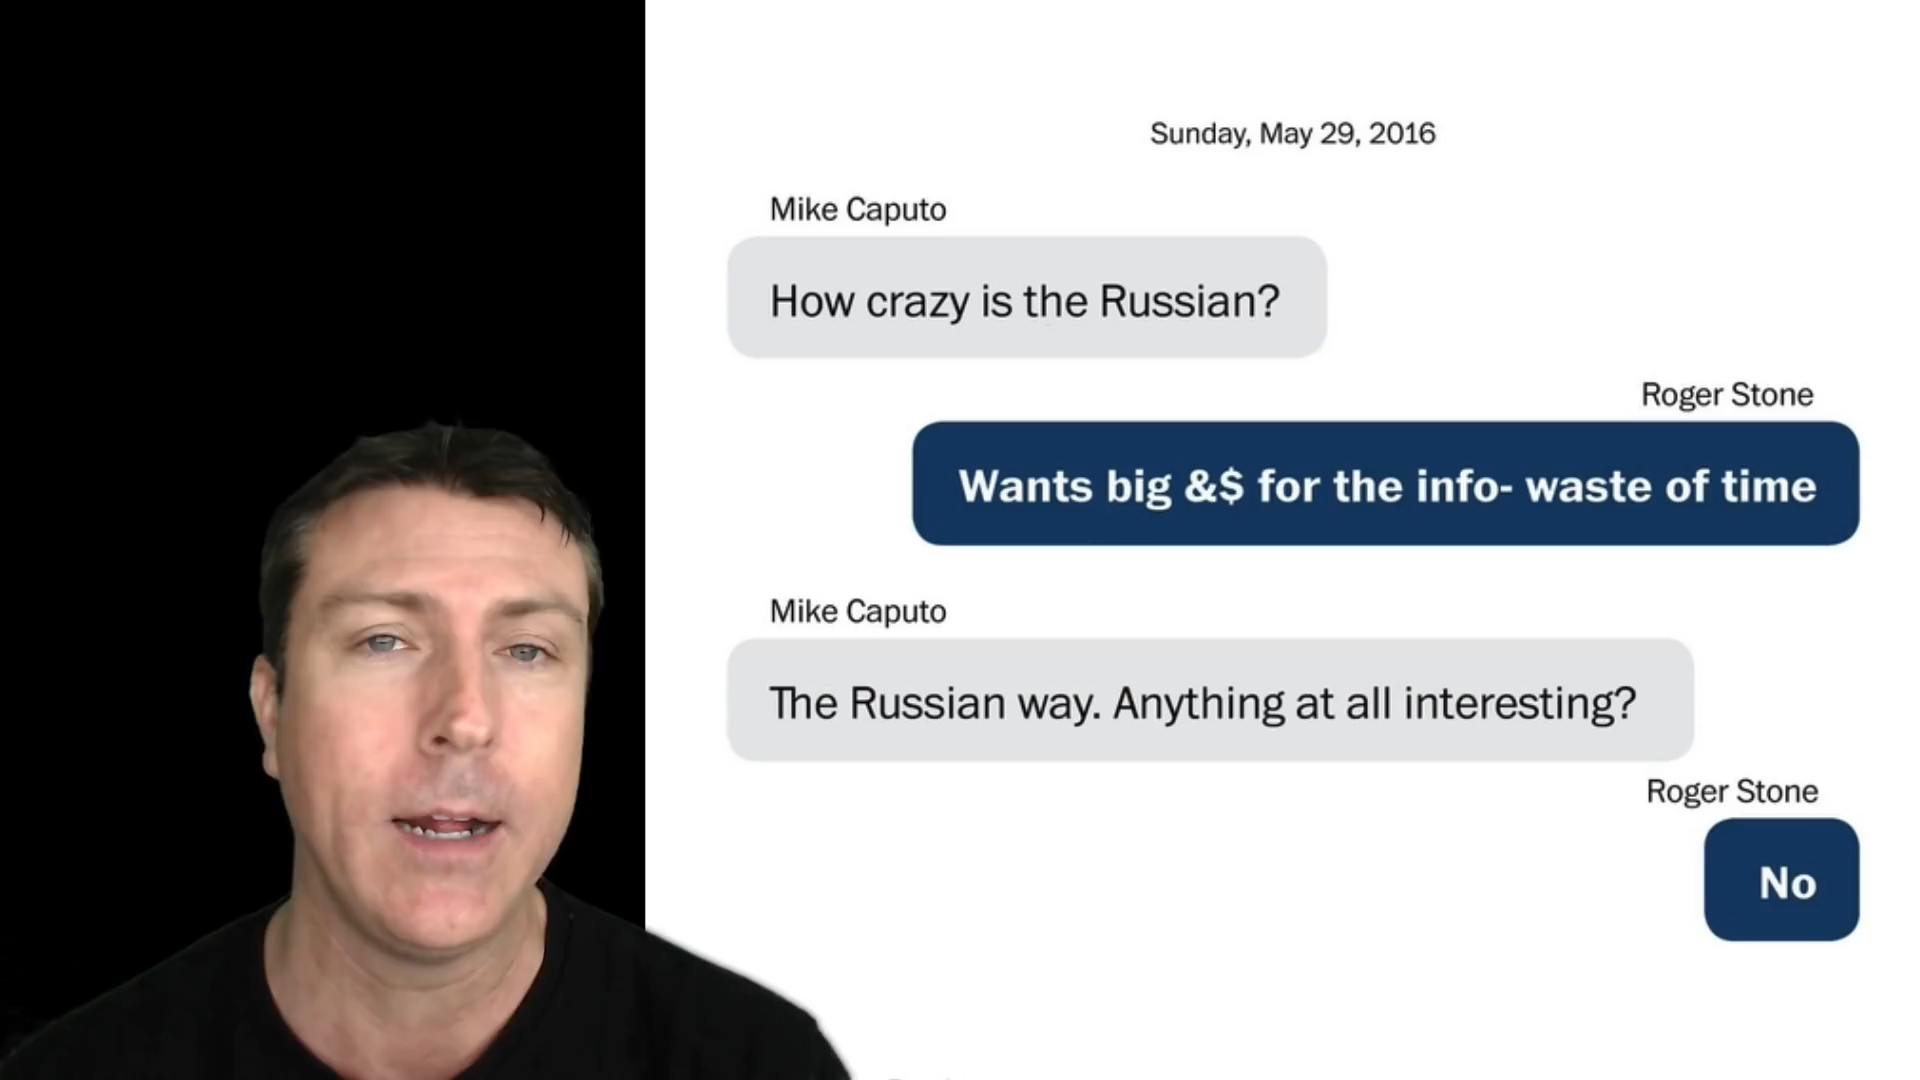 Sunday, May 29, 2016
Mike Caputo
How crazy is the Russian?
Roger Stone
Wants big &$ for the info- waste of time
Mike Caputo
The Russian way. Anything at all interesting?
Roger Stone
No